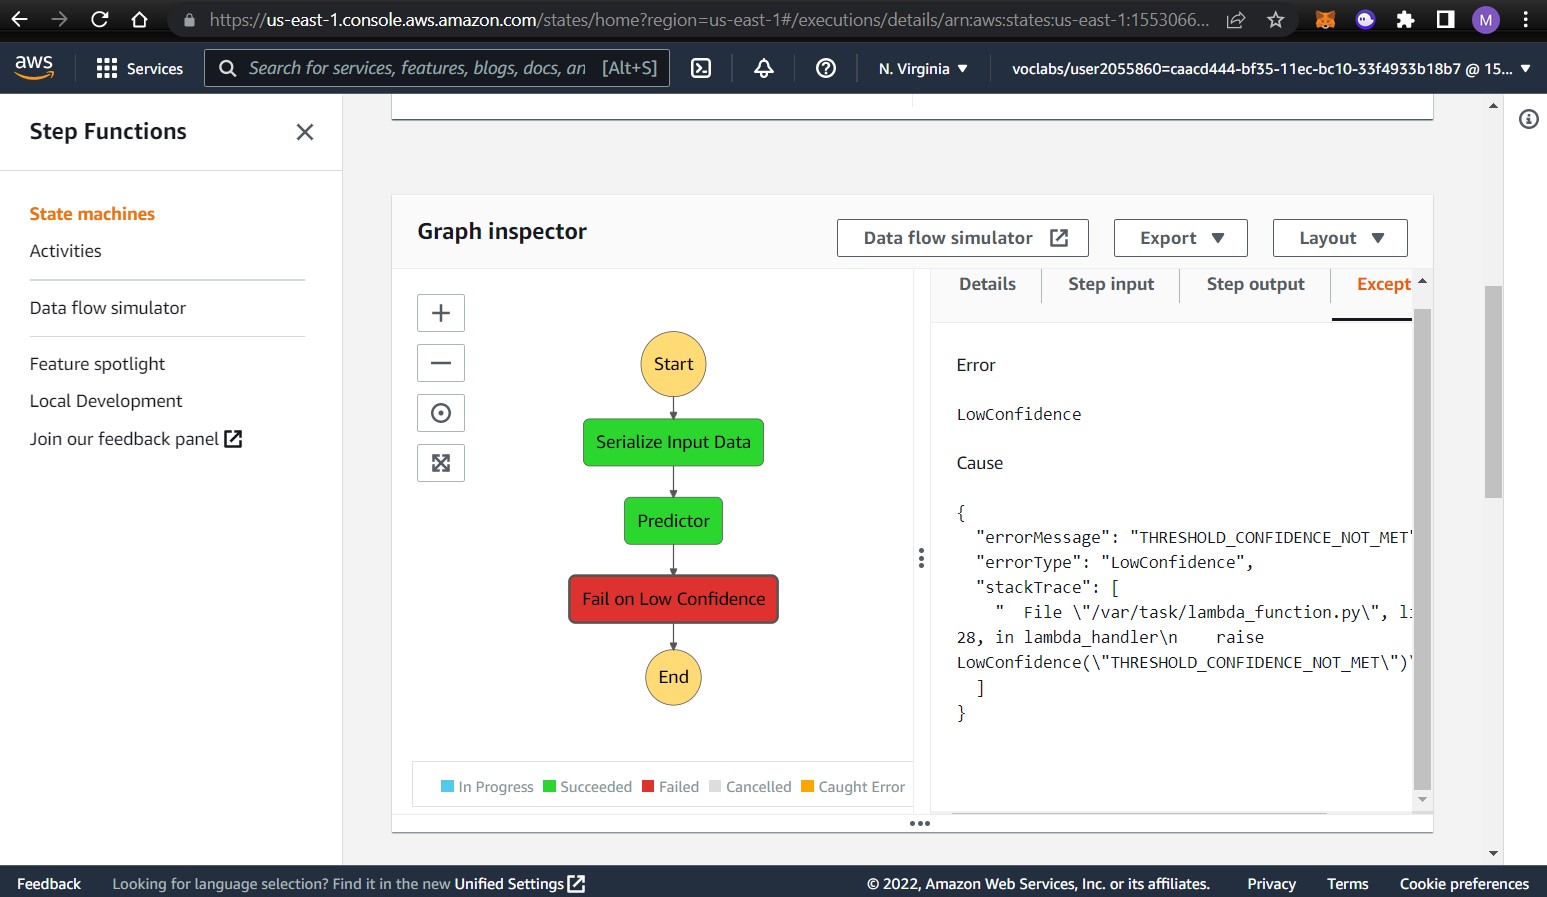 https://us-east-1.console.aws.amazon.com/states/home?region=us-east-1#/executions/details/arn:aws:states:us-east-1:1553066...
M
aws
Services
Search for services, features, blogs, docs, an [Alt+S]
N. Virginia
voclabs/user2055860=caacd444-bf35-11ec-bc10-33f4933b18b7 @ 15...
Step Functions
State machines
Activities
Data flow simulator
Feature spotlight
Local Development
Join our feedback panel
Graph inspector
Data flow simulator
Export
Layout
Start
Serialize Input Data
Predictor
Fail on Low Confidence
End
In Progress Succeeded Failed Cancelled Caught Error
Details Step input Step output Except
Error
LowConfidence
Cause
{
"errorMessage": "THRESHOLD_CONFIDENCE_NOT_MET"
"errorType": "LowConfidence",
"stackTrace": [
" File \"/var/task/lambda_function.py\", li
28, in lambda_handler\n raise
LowConfidence(\"THRESHOLD_CONFIDENCE_NOT_MET\")\
]
}
Feedback
Looking for language selection? Find it in the new Unified Settings
© 2022, Amazon Web Services, Inc. or its affiliates.
Privacy
Terms
Cookie preferences